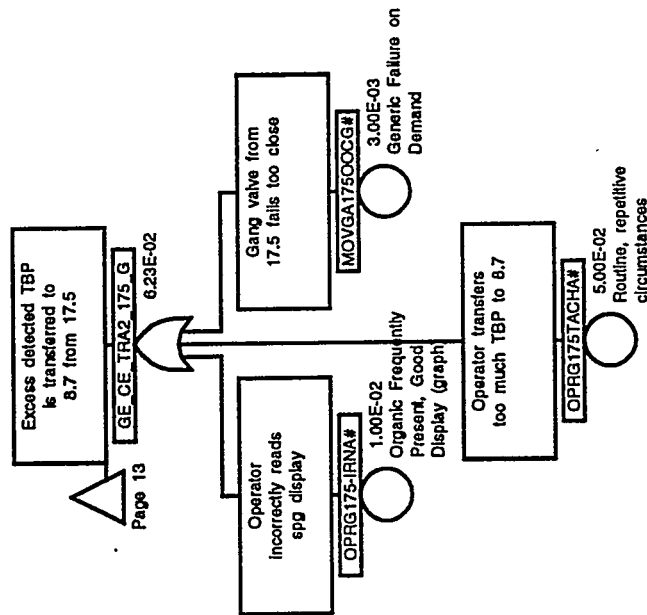 Excess detected TBP
is transferred to
8.7 from 17.5
GE_CE_TRA2_175_G
6.23E-02
Page 13
Operator
incorrectly reads
spg display
OPRG175-IRNA#
1.00E-02
Organic Frequently
Present, Good
Display (graph)
Operator transfers
too much TBP to 8.7
OPRG175TACHA#
5.00E-02
Routine, repetitive
circumstances
Gang valve from
17.5 fails too close
MOVGA175OOCG#
3.00E-03
Generic Failure on
Demand